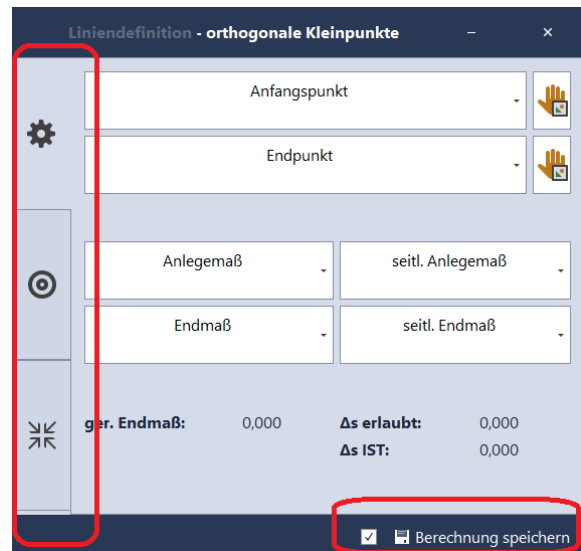 Liniendefinition - orthogonale Kleinpunkte
Anfangspunkt
Endpunkt
Anlegemaß seitl. Anlegemaß
Endmaß seitl. Endmaß
ger. Endmaß: 0,000 Δs erlaubt: 0,000
Δs IST: 0,000
Berechnung speichern